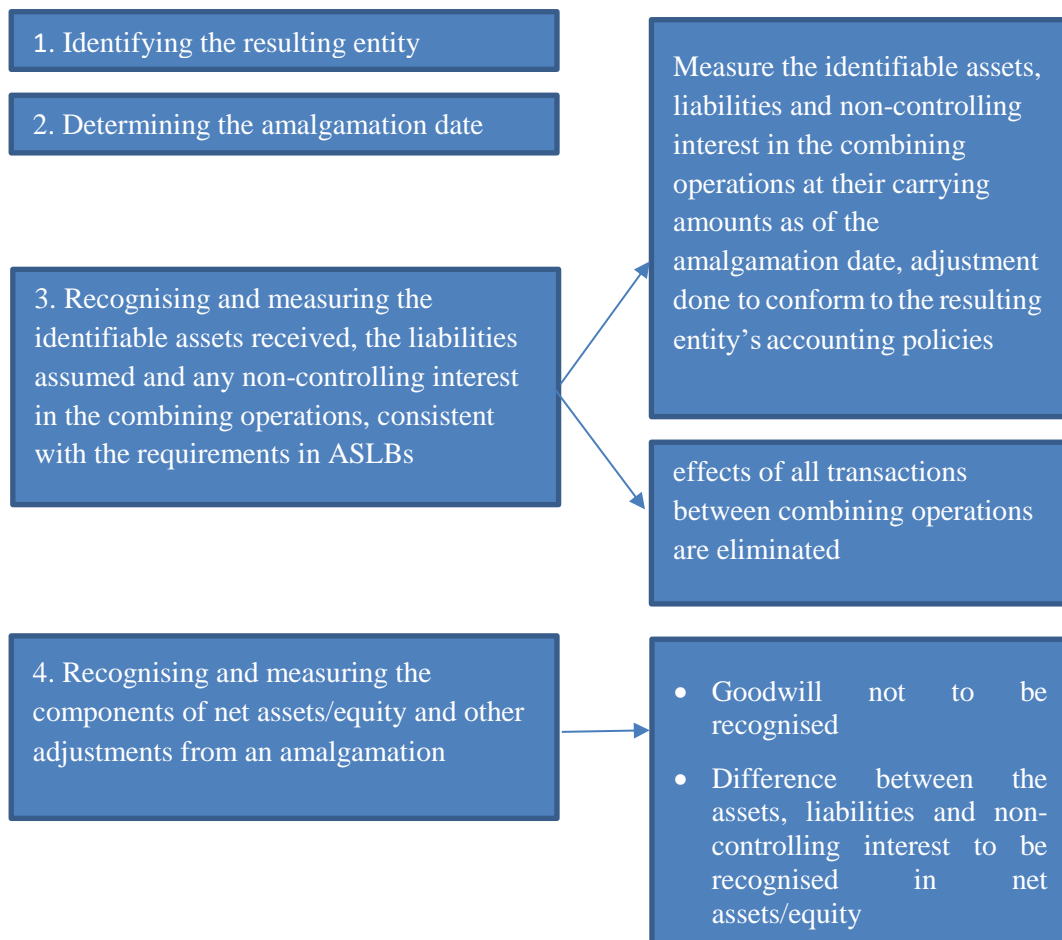 1. Identifying the resulting entity
2. Determining the amalgamation date
3. Recognising and measuring the
identifiable assets received, the liabilities
assumed and any non-controlling interest
in the combining operations, consistent
with the requirements in ASLBs
Measure the identifiable assets,
liabilities and non-controlling
interest in the combining
operations at their carrying
amounts as of the
amalgamation date, adjustment
done to conform to the resulting
entity’s accounting policies
effects of all transactions
between combining operations
are eliminated
4. Recognising and measuring the
components of net assets/equity and other
adjustments from an amalgamation
• Goodwill not to be
recognised
• Difference between the
assets, liabilities and non-
controlling interest to be
recognised in net
assets/equity